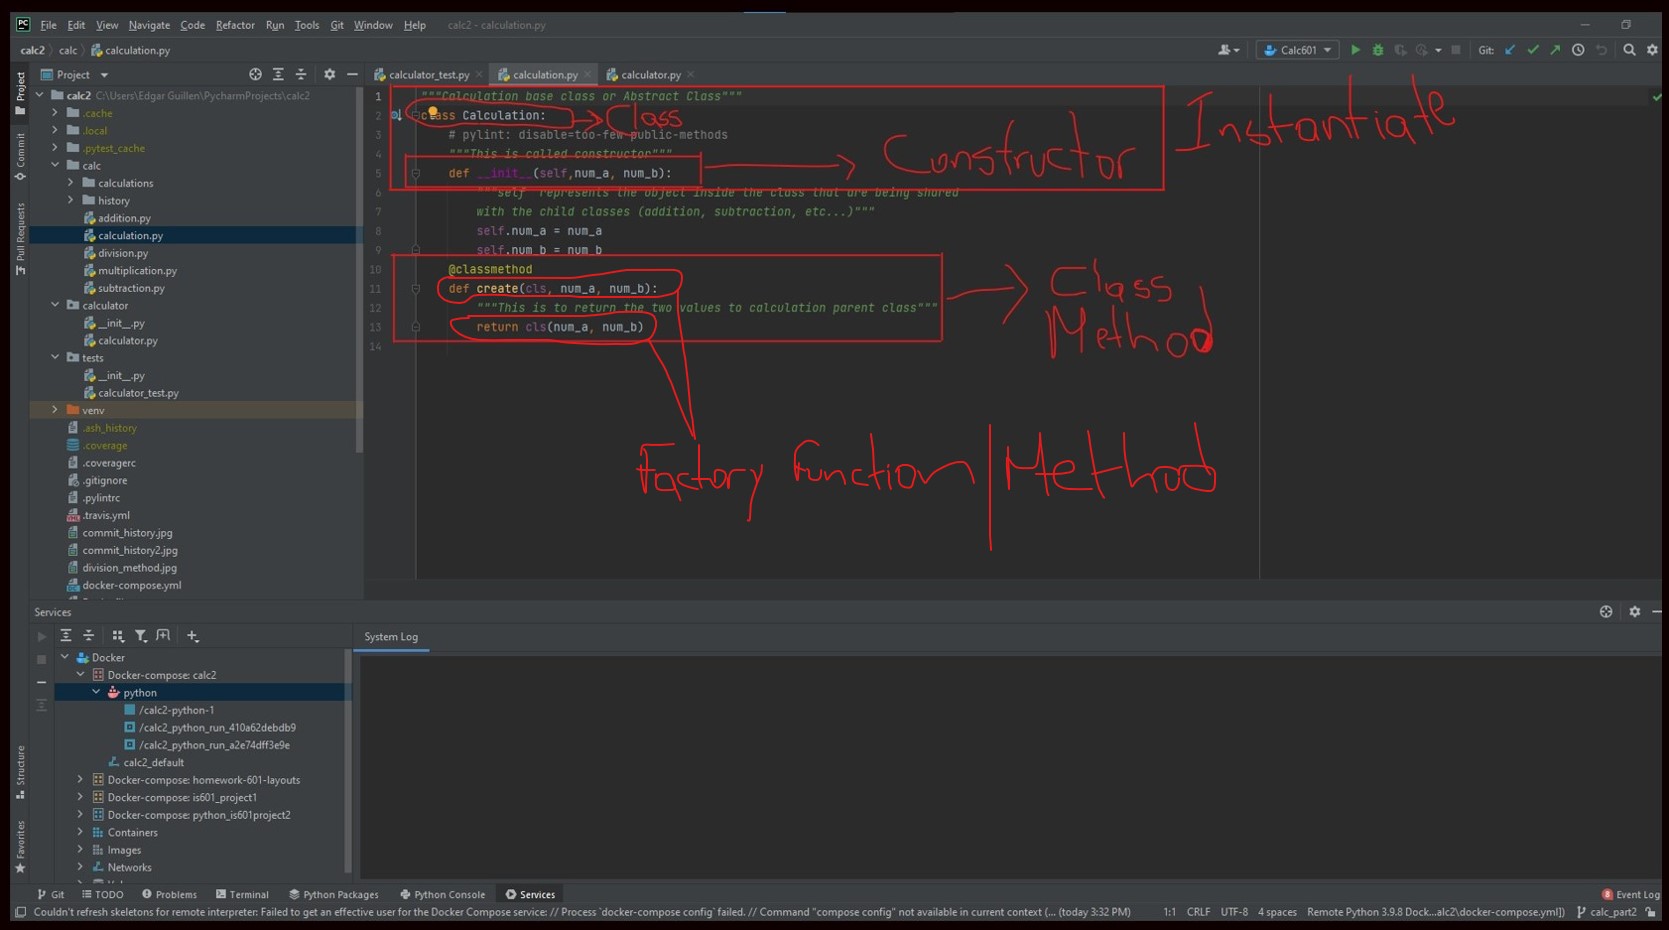 File Edit View Navigate Code Refactor Run Tools Git Window Help calc2 - calculation.py
calc2 calc calculation.py Calc601 Git:
Project
calculator_test.py calculation.py calculator.py
Project
Commit
Pull Requests
Structure
Favorites
calc2 C:\Users\Edgar Guillen\PycharmProjects\calc2
.cache
.local
.pytest_cache
calc
calculations
history
addition.py
calculation.py
division.py
multiplication.py
subtraction.py
calculator
__init__.py
calculator.py
tests
__init__.py
calculator_test.py
venv
.ash_history
.coverage
.coveragerc
.gitignore
.pylintrc
.travis.yml
commit_history.jpg
commit_history2.jpg
division_method.jpg
docker-compose.yml
1 """Calculation base class or Abstract Class"""
2 class Calculation:
3 # pylint: disable=too-few-public-methods
4 """This is called constructor"""
5 def __init__(self,num_a, num_b):
6 """self represents the object inside the class that are being shared
7 with the child classes (addition, subtraction, etc...)"""
8 self.num_a = num_a
9 self.num_b = num_b
10 @classmethod
11 def create(cls, num_a, num_b):
12 """This is to return the two values to calculation parent class"""
13 return cls(num_a, num_b)
14
Class
Constructor
Instantiate
Class
Method
Factory Function | Method
Services
System Log
Docker
Docker-compose: calc2
python
/calc2-python-1
/calc2_python_run_410a62debdb9
/calc2_python_run_a2e74dff3e9e
calc2_default
Docker-compose: homework-601-layouts
Docker-compose: is601_project1
Docker-compose: python_is601project2
Containers
Images
Networks
Git TODO Problems Terminal Python Packages Python Console Services 8 Event Log
Couldn't refresh skeletons for remote interpreter: Failed to get an effective user for the Docker Compose service: // Process `docker-compose config` failed. // Command "compose config" not available in current context (... (today 3:32 PM) 1:1 CRLF UTF-8 4 spaces Remote Python 3.9.8 Dock...alc2\docker-compose.yml]) calc_part2